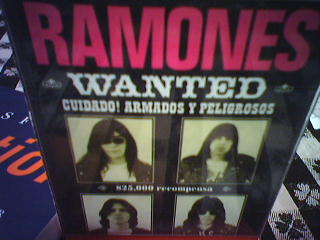 RAMONES
WANTED
CUIDADO! ARMADOS Y PELIGROSOS
$25,000 recompensa